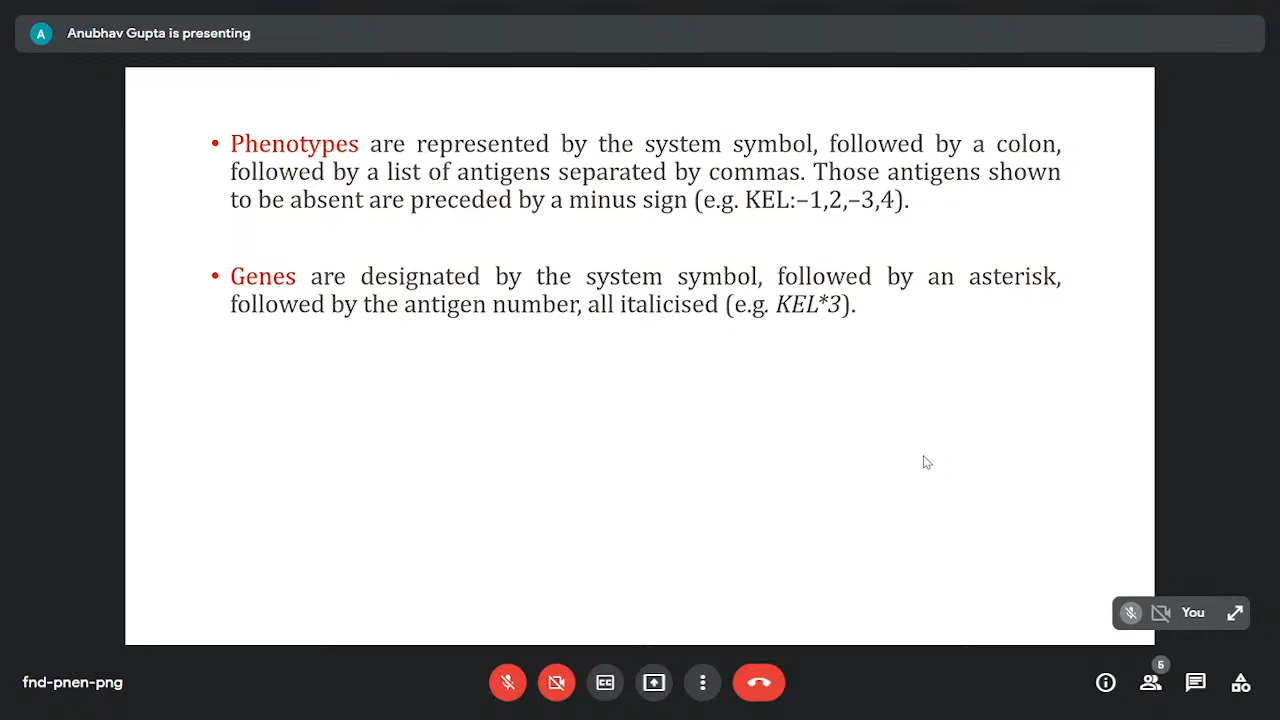 A
Anubhav Gupta is presenting
• Phenotypes are represented by the system symbol, followed by a colon,
followed by a list of antigens separated by commas. Those antigens shown
to be absent are preceded by a minus sign (e.g. KEL:–1,2,–3,4).
• Genes are designated by the system symbol, followed by an asterisk,
followed by the antigen number, all italicised (e.g. KEL*3).
You
fnd-pnen-png
CC
5